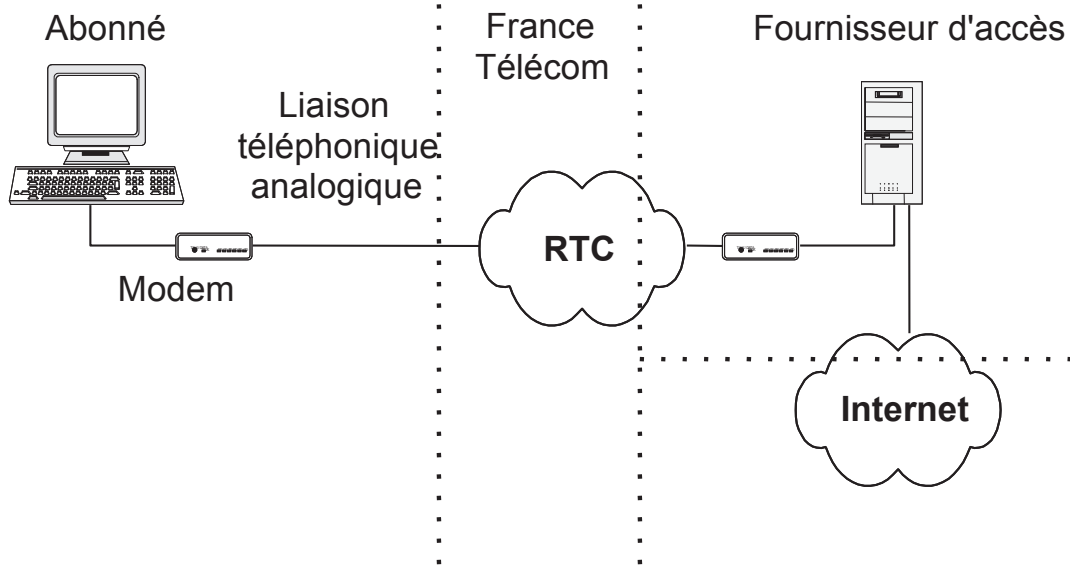 Abonné
France
Télécom
Fournisseur d'accès
Liaison
téléphonique
analogique
RTC
Modem
Internet